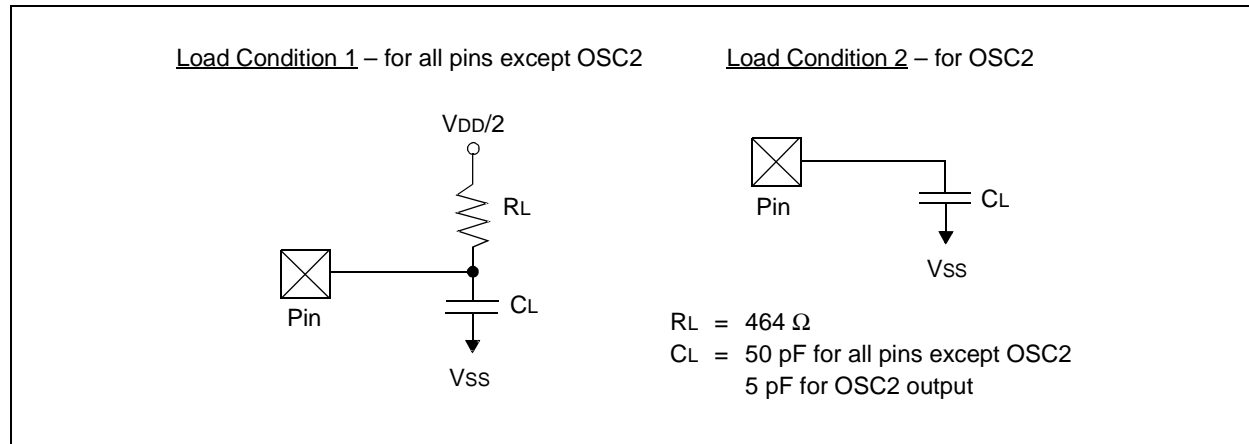 Load Condition 1 – for all pins except OSC2
Load Condition 2 – for OSC2
VDD/2
RL
Pin
CL
VSS
Pin
CL
VSS
RL = 464 Ω
CL = 50 pF for all pins except OSC2
5 pF for OSC2 output